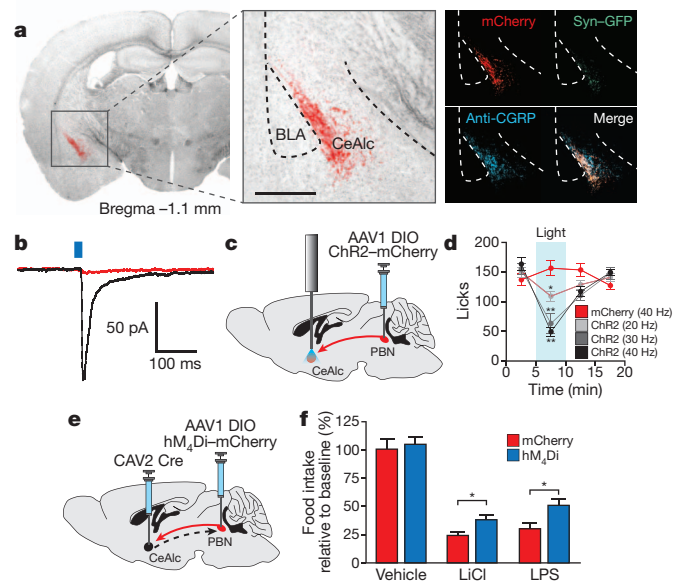 a
Bregma –1.1 mm
BLA
CeAlc
mCherry
Syn–GFP
Anti-CGRP
Merge
b
50 pA
100 ms
c
AAV1 DIO
ChR2–mCherry
CeAlc
PBN
d
Light
Licks
200
150
100
50
0
*
**
**
0 5 10 15 20
Time (min)
mCherry (40 Hz)
ChR2 (20 Hz)
ChR2 (30 Hz)
ChR2 (40 Hz)
e
AAV1 DIO
hM₄Di–mCherry
CAV2 Cre
CeAlc
PBN
f
Food intake
relative to baseline (%)
125
100
75
50
25
0
mCherry
hM₄Di
*
*
Vehicle LiCl LPS